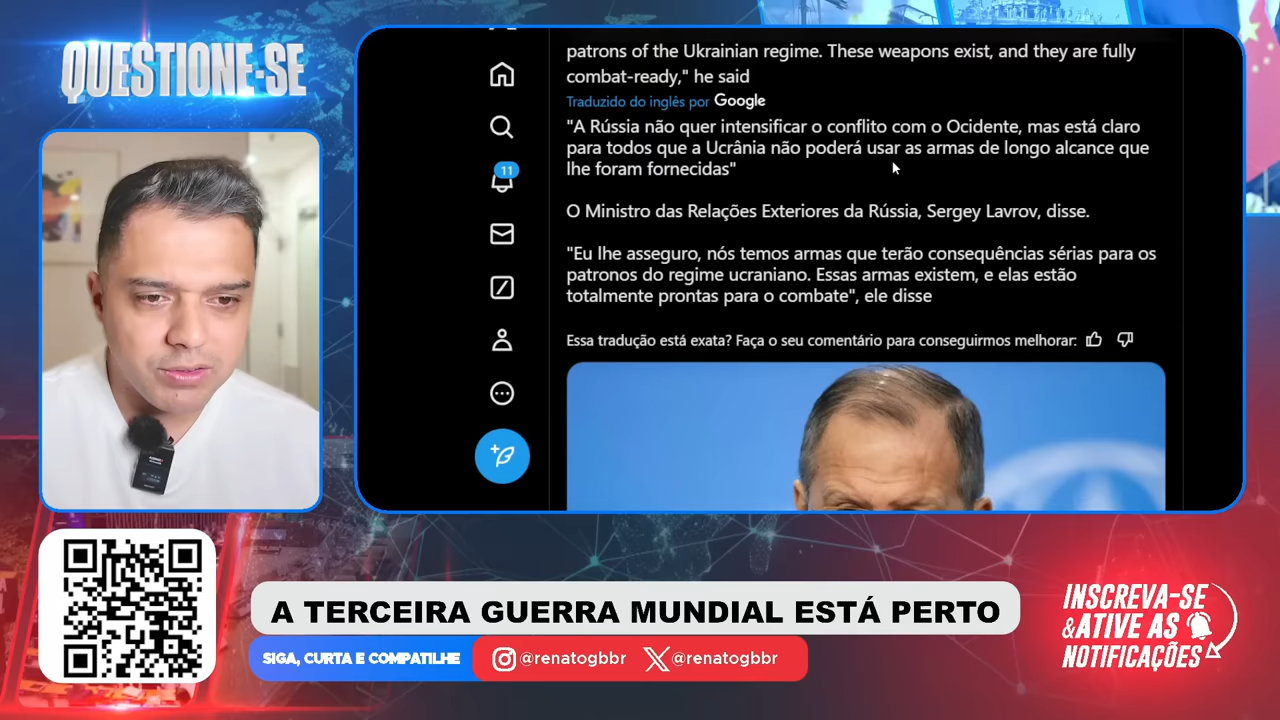 QUESTIONE-SE
patrons of the Ukrainian regime. These weapons exist, and they are fully
combat-ready," he said
Traduzido do inglês por Google
"A Rússia não quer intensificar o conflito com o Ocidente, mas está claro
para todos que a Ucrânia não poderá usar as armas de longo alcance que
lhe foram fornecidas"
O Ministro das Relações Exteriores da Rússia, Sergey Lavrov, disse.
"Eu lhe asseguro, nós temos armas que terão consequências sérias para os
patronos do regime ucraniano. Essas armas existem, e elas estão
totalmente prontas para o combate", ele disse
Essa tradução está exata? Faça o seu comentário para conseguirmos melhorar:
11
A TERCEIRA GUERRA MUNDIAL ESTÁ PERTO
SIGA, CURTA E COMPATILHE
@renatogbbr
@renatogbbr
INSCREVA-SE
&ATIVE AS
NOTIFICAÇÕES